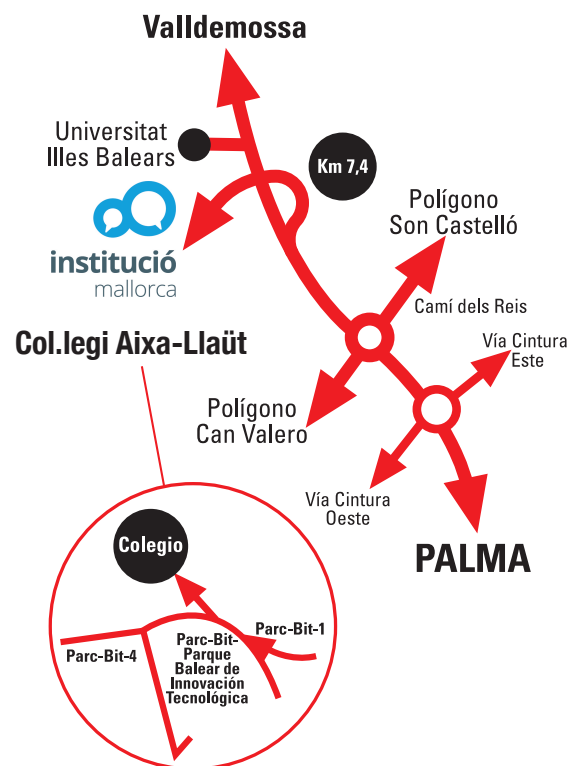 Valldemossa
Universitat
Illes Balears
Km 7,4
Polígono
Son Castelló
institució
mallorca
Camí dels Reis
Col.legi Aixa-Llaüt
Vía Cintura
Este
Polígono
Can Valero
Vía Cintura
Oeste
PALMA
Colegio
Parc-Bit-1
Parc-Bit-4
Parc-Bit-
Parque
Balear de
Innovación
Tecnológica